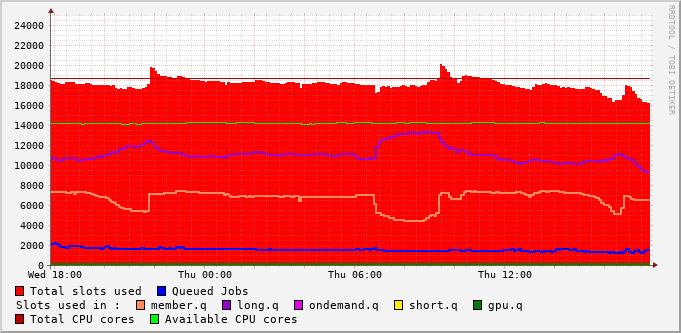 RRDTOOL / TOBI OETIKER
24000
22000
20000
18000
16000
14000
12000
10000
8000
6000
4000
2000
0
Wed 18:00 Thu 00:00 Thu 06:00 Thu 12:00
Total slots used Queued Jobs
Slots used in : member.q long.q ondemand.q short.q gpu.q
Total CPU cores Available CPU cores